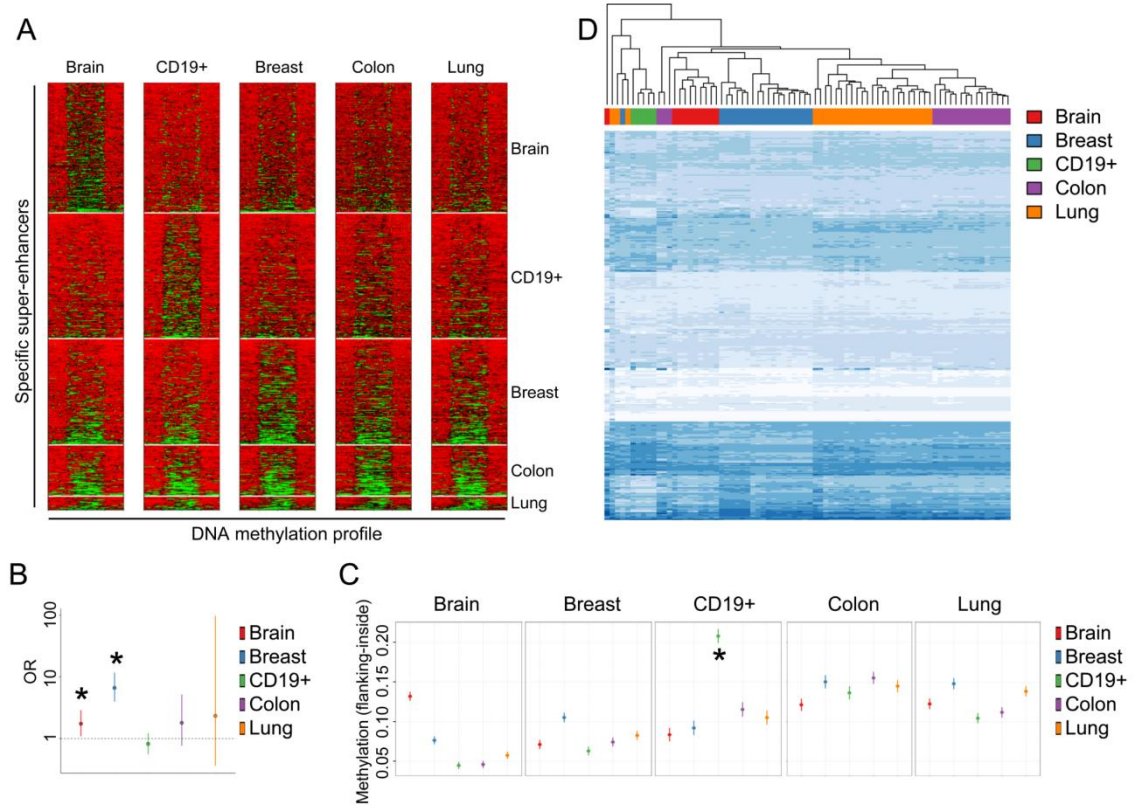 A
Brain CD19+ Breast Colon Lung
Specific super-enhancers
Brain
CD19+
Breast
Colon
Lung
DNA methylation profile
D
Brain
Breast
CD19+
Colon
Lung
B
OR
100
10
1
*
*
Brain
Breast
CD19+
Colon
Lung
C
Methylation (flanking-inside)
0.20
0.15
0.10
0.05
Brain Breast CD19+ Colon Lung
*
Brain
Breast
CD19+
Colon
Lung